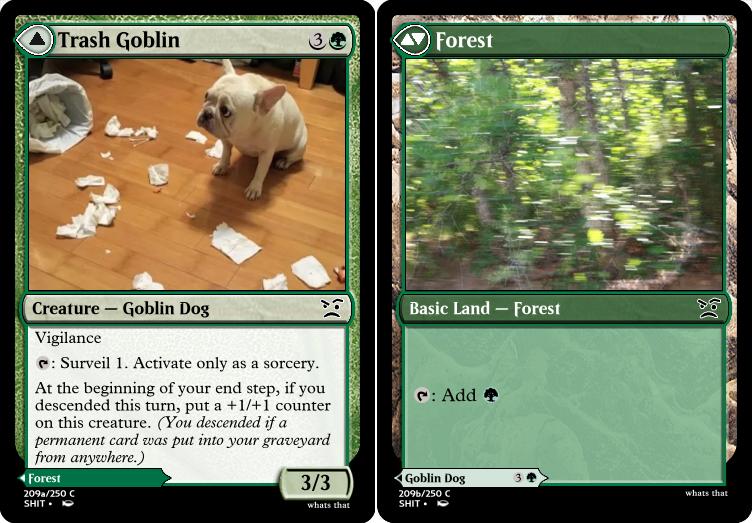 Trash Goblin
3
Creature — Goblin Dog
Vigilance
: Surveil 1. Activate only as a sorcery.
At the beginning of your end step, if you
descended this turn, put a +1/+1 counter
on this creature. (You descended if a
permanent card was put into your graveyard
from anywhere.)
Forest
3/3
209a/250 C
SHIT •
whats that
Forest
Basic Land — Forest
: Add
Goblin Dog 3
209b/250 C
SHIT •
whats that